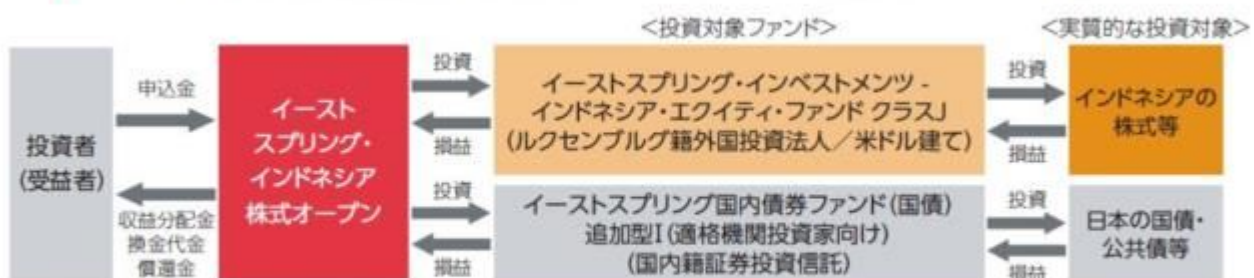 ＜投資対象ファンド＞
＜実質的な投資対象＞
投資者
(受益者)
申込金
収益分配金
換金代金
償還金
イースト
スプリング・
インドネシア
株式オープン
投資
損益
投資
損益
イーストスプリング・インベストメンツ -
インドネシア・エクイティ・ファンド クラスJ
(ルクセンブルグ籍外国投資法人／米ドル建て)
イーストスプリング国内債券ファンド(国債)
追加型I(適格機関投資家向け)
(国内籍証券投資信託)
投資
損益
投資
損益
インドネシアの
株式等
日本の国債・
公共債等